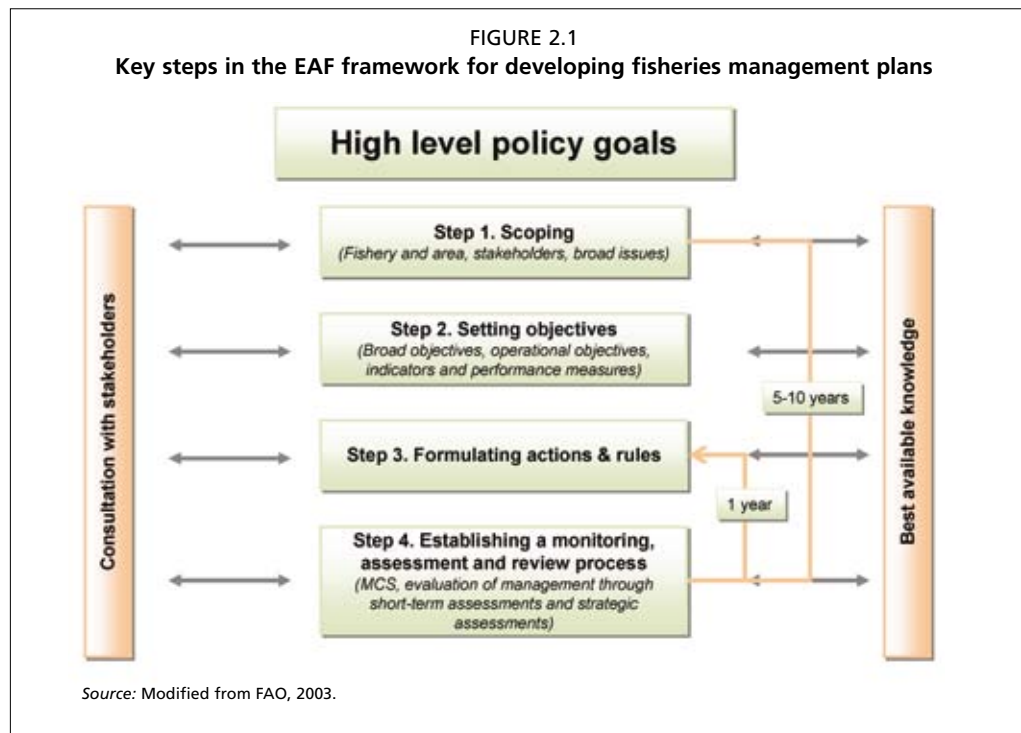 FIGURE 2.1
Key steps in the EAF framework for developing fisheries management plans
High level policy goals
Consultation with stakeholders
Step 1. Scoping
(Fishery and area, stakeholders, broad issues)
Step 2. Setting objectives
(Broad objectives, operational objectives,
indicators and performance measures)
5-10 years
Step 3. Formulating actions & rules
1 year
Step 4. Establishing a monitoring,
assessment and review process
(MCS, evaluation of management through
short-term assessments and strategic
assessments)
Best available knowledge
Source: Modified from FAO, 2003.